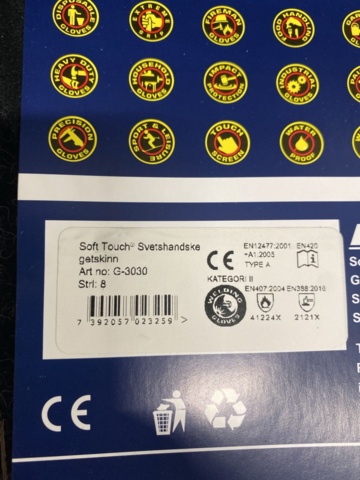 DISPOSABLE GLOVES
EXTREME GRIP
FIREMAN GLOVES
FOOD HANDLING
HEAVY DUTY GLOVES
HOUSEHOLD GLOVES
IMPACT PROTECTION
INDUSTRIAL GLOVES
PRECISION GLOVES
SPORT & LEISURE
TOUCH SCREEN
WATER PROOF
Soft Touch® Svetshandske
getskinn
Art no: G-3030
Strl: 8
7 392057 023259 >
CE
EN12477:2001
+A1:2005
TYPE A
EN420
KATEGORI II
WELDING GLOVES
EN407:2004 EN388:2016
41224X
2121X
CE